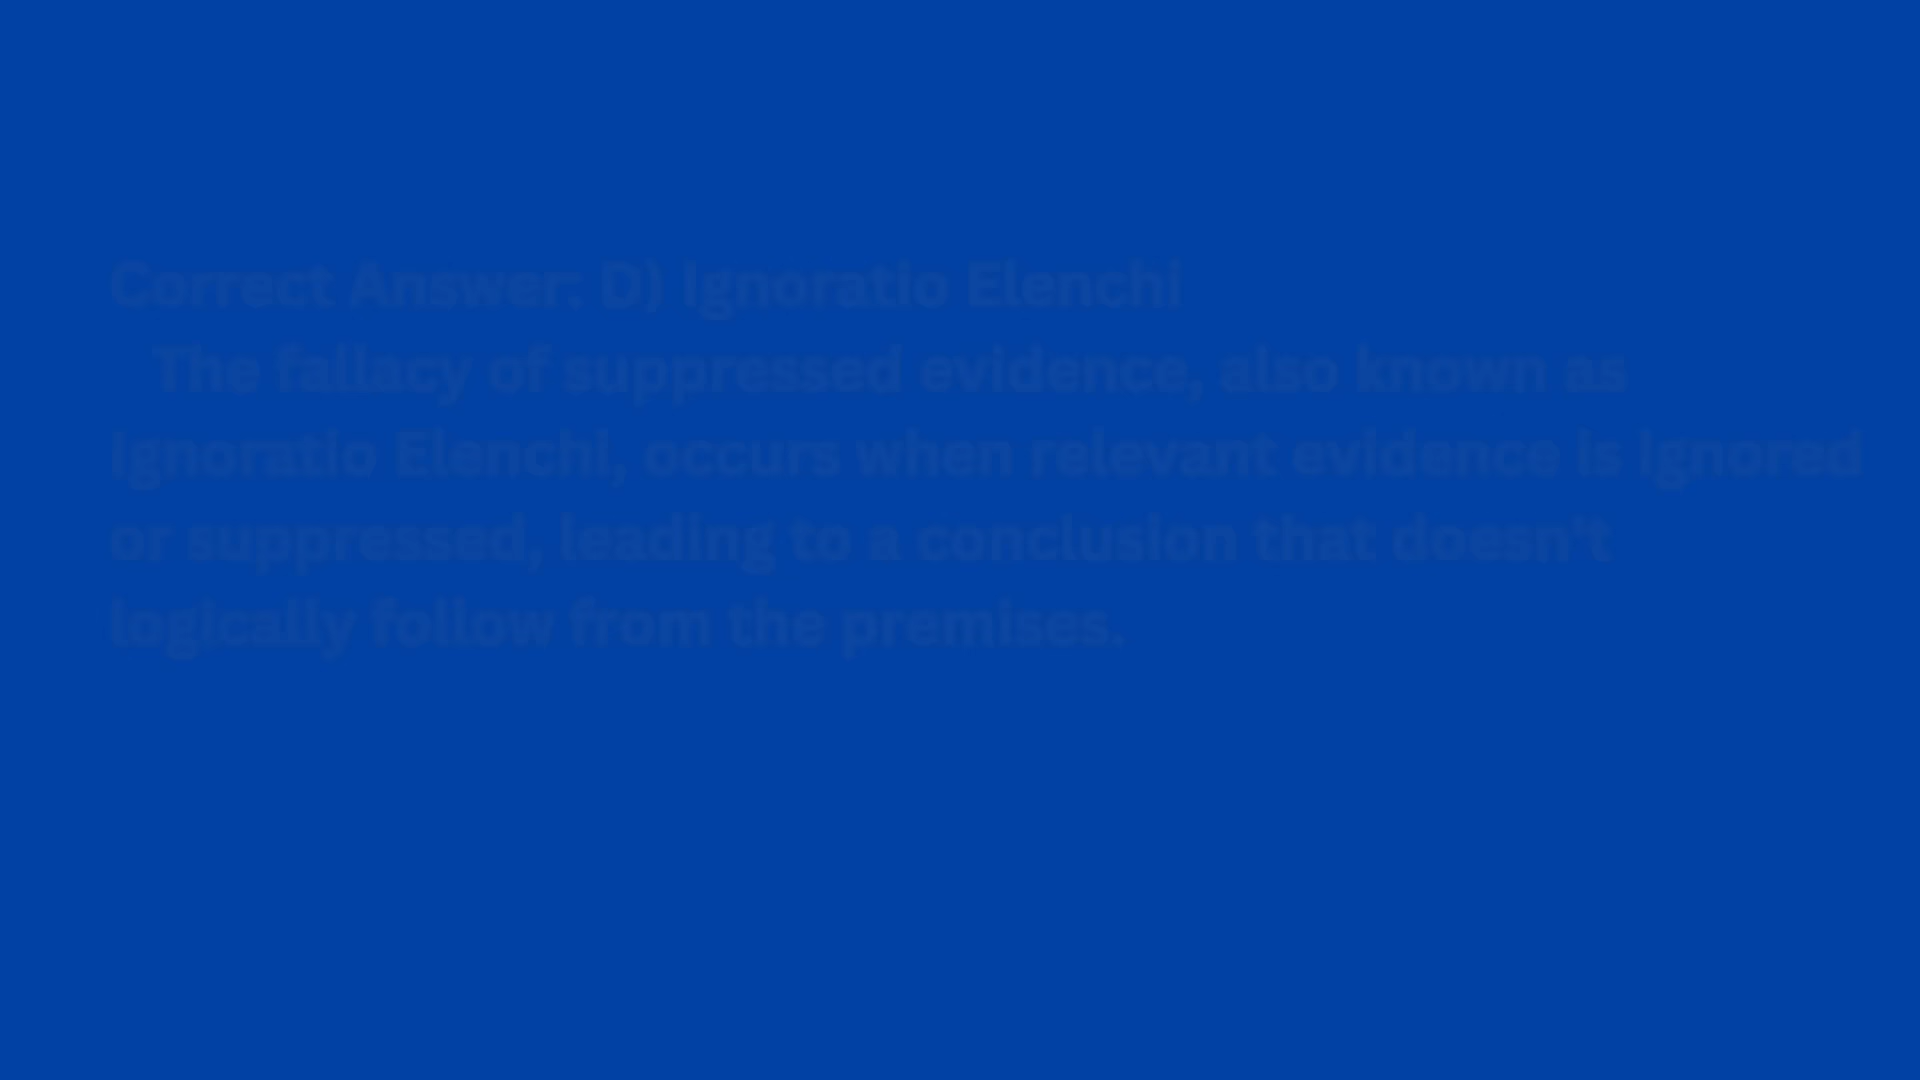 Correct Answer: D) Ignoratio Elenchi
The fallacy of suppressed evidence, also known as
Ignoratio Elenchi, occurs when relevant evidence is ignored
or suppressed, leading to a conclusion that doesn't
logically follow from the premises.